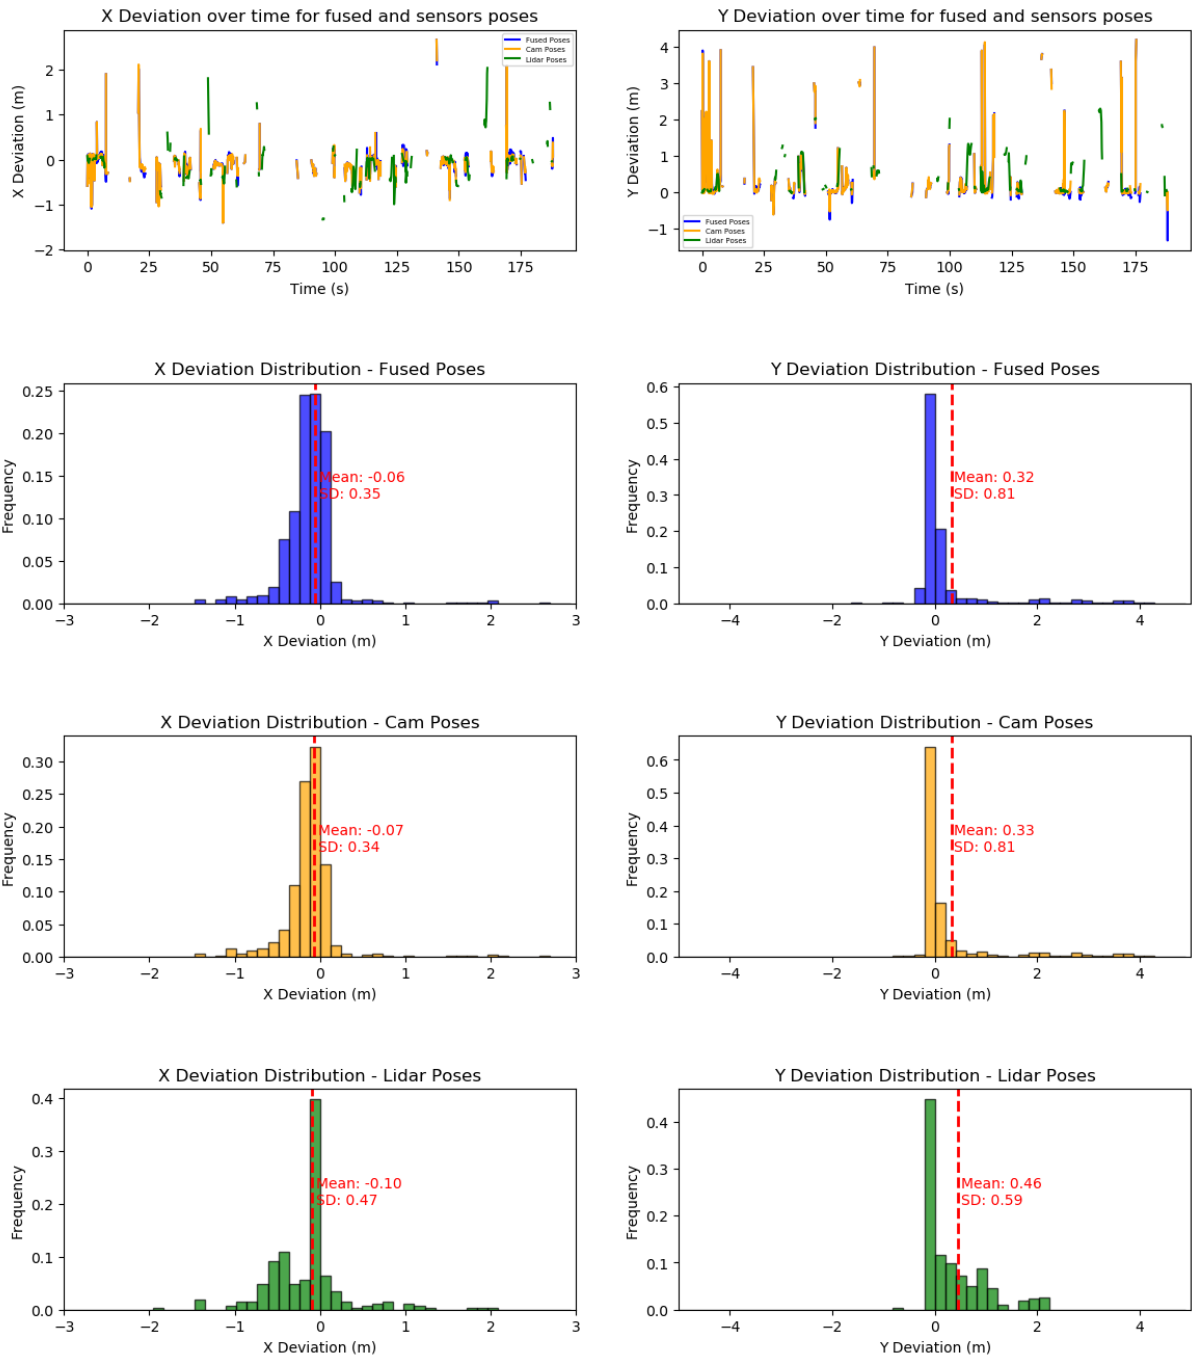 X Deviation over time for fused and sensors poses
X Deviation (m)
2
1
0
−1
−2
Fused Poses
Cam Poses
Lidar Poses
0 25 50 75 100 125 150 175
Time (s)
Y Deviation over time for fused and sensors poses
Y Deviation (m)
4
3
2
1
0
−1
Fused Poses
Cam Poses
Lidar Poses
0 25 50 75 100 125 150 175
Time (s)
X Deviation Distribution - Fused Poses
Frequency
0.25
0.20
0.15
0.10
0.05
0.00
Mean: -0.06
SD: 0.35
−3 −2 −1 0 1 2 3
X Deviation (m)
Y Deviation Distribution - Fused Poses
Frequency
0.6
0.5
0.4
0.3
0.2
0.1
0.0
Mean: 0.32
SD: 0.81
−4 −2 0 2 4
Y Deviation (m)
X Deviation Distribution - Cam Poses
Frequency
0.30
0.25
0.20
0.15
0.10
0.05
0.00
Mean: -0.07
SD: 0.34
−3 −2 −1 0 1 2 3
X Deviation (m)
Y Deviation Distribution - Cam Poses
Frequency
0.6
0.5
0.4
0.3
0.2
0.1
0.0
Mean: 0.33
SD: 0.81
−4 −2 0 2 4
Y Deviation (m)
X Deviation Distribution - Lidar Poses
Frequency
0.4
0.3
0.2
0.1
0.0
Mean: -0.10
SD: 0.47
−3 −2 −1 0 1 2 3
X Deviation (m)
Y Deviation Distribution - Lidar Poses
Frequency
0.4
0.3
0.2
0.1
0.0
Mean: 0.46
SD: 0.59
−4 −2 0 2 4
Y Deviation (m)